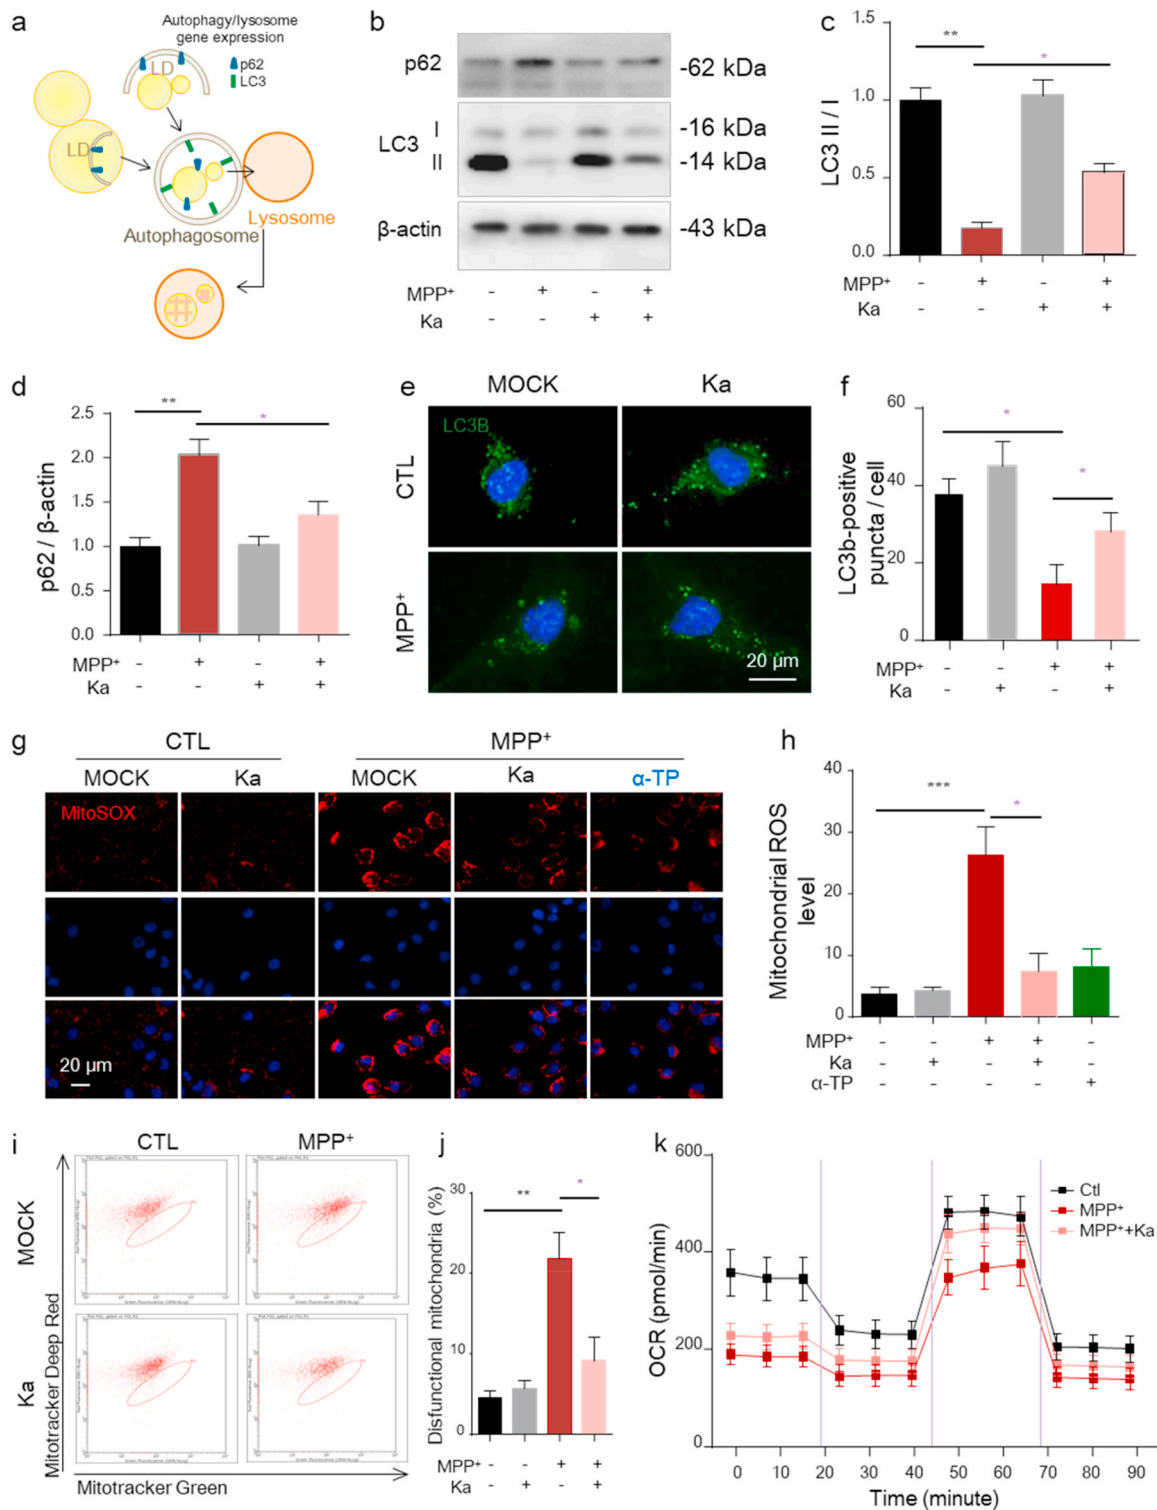 a
Autophagy/lysosome
gene expression
p62
LC3
LD
LD
Lysosome
Autophagosome
b
p62
-62 kDa
I
-16 kDa
LC3
II
-14 kDa
β-actin
-43 kDa
MPP+ - + - +
Ka - - + +
c
**
*
LC3 II / I
1.5
1.0
0.5
0.0
MPP+ - + - +
Ka - - + +
d
**
*
p62 / β-actin
2.5
2.0
1.5
1.0
0.5
0.0
MPP+ - + - +
Ka - - + +
e
MOCK Ka
LC3B
CTL
MPP+
20 μm
f
*
*
LC3b-positive
puncta / cell
60
40
20
0
MPP+ - - + +
Ka - + - +
g
CTL MPP+
MOCK Ka MOCK Ka α-TP
MitoSOX
20 μm
h
***
*
Mitochondrial ROS
level
40
30
20
10
0
MPP+ - - + +
Ka - + - + -
α-TP - - - - +
i
CTL MPP+
MOCK
Ka
Mitotracker Deep Red
Mitotracker Green
j
**
*
Disfunctional mitochondria (%)
30
20
10
0
MPP+ - - + +
Ka - + - +
k
OCR (pmol/min)
600
400
200
0
Ctl
MPP+
MPP++Ka
0 10 20 30 40 50 60 70 80 90
Time (minute)